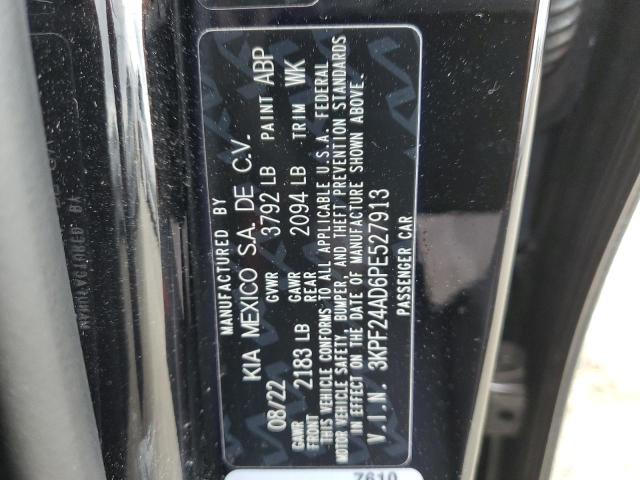 MANUFACTURED BY
KIA MEXICO S.A. DE C.V.
08/22 GVWR 3792 LB PAINT ABP
GAWR FRONT 2183 LB GAWR REAR 2094 LB TRIM WK
THIS VEHICLE CONFORMS TO ALL APPLICABLE U.S.A. FEDERAL
MOTOR VEHICLE SAFETY, BUMPER, AND THEFT PREVENTION STANDARDS
IN EFFECT ON THE DATE OF MANUFACTURE SHOWN ABOVE.
V.I.N. 3KPF24AD6PE527913
PASSENGER CAR
7610